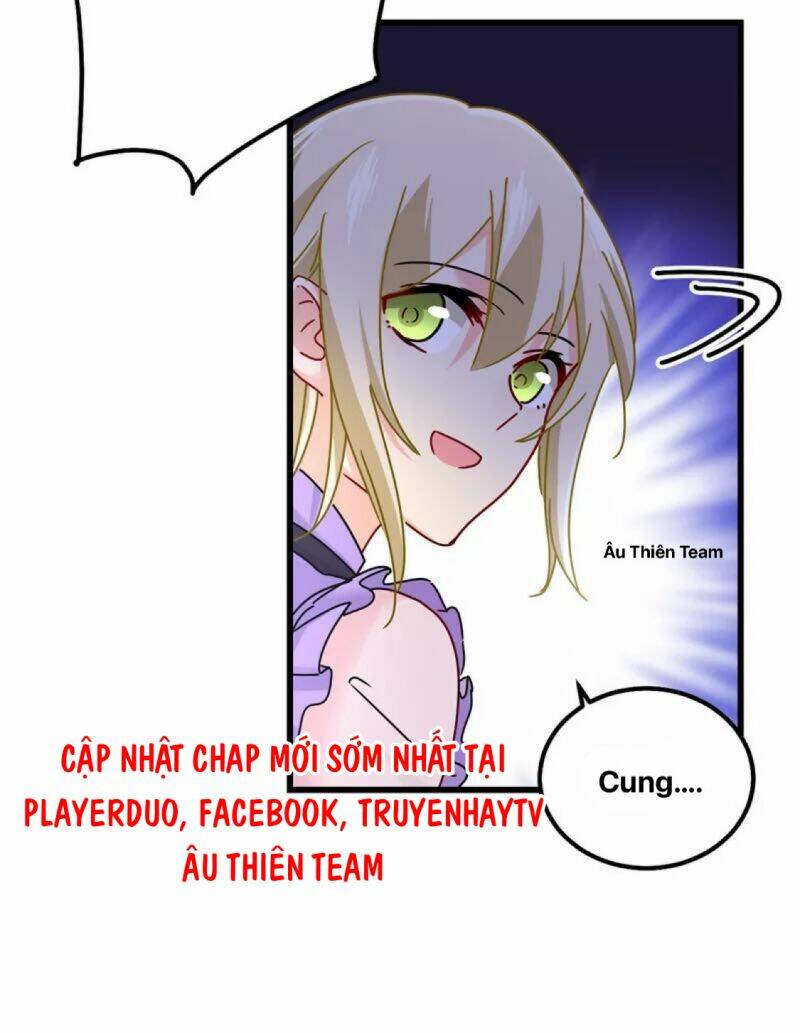 Âu Thiên Team
Cung....
CẬP NHẬT CHAP MỚI SỚM NHẤT TẠI
PLAYERDUO, FACEBOOK, TRUYENHAYTV
ÂU THIÊN TEAM